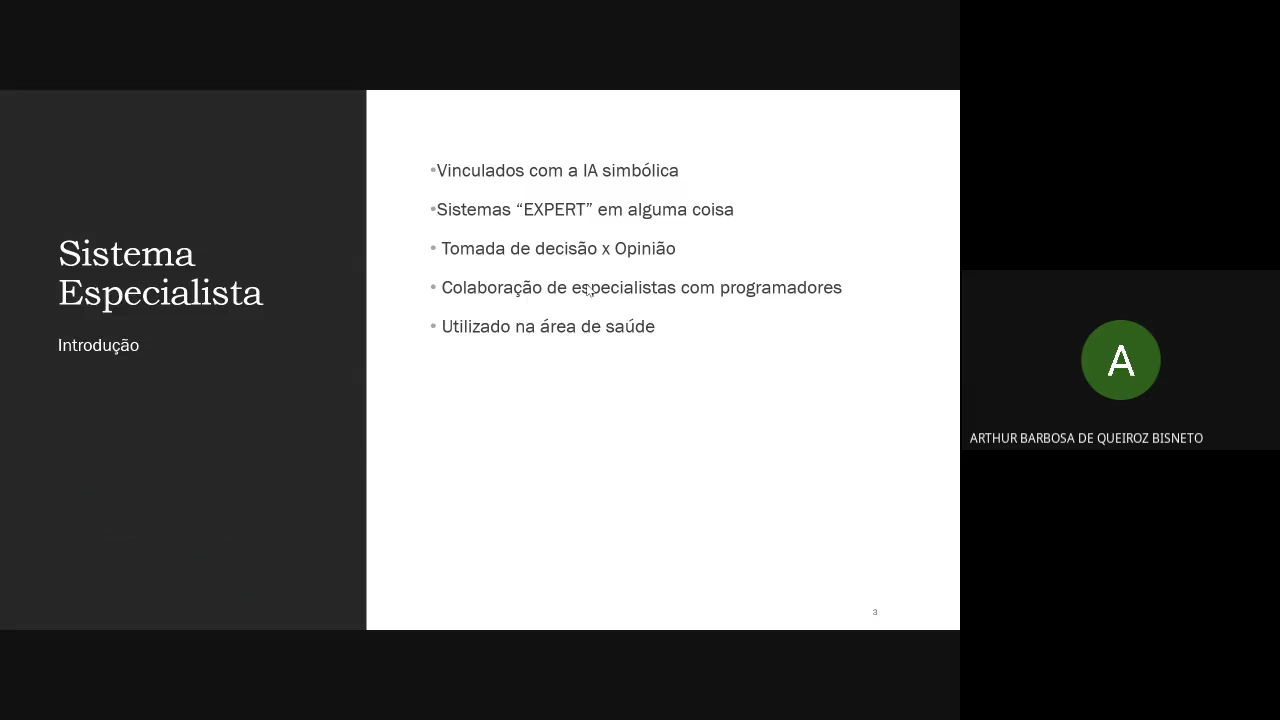 Sistema
Especialista
Introdução
•Vinculados com a IA simbólica
•Sistemas “EXPERT” em alguma coisa
• Tomada de decisão x Opinião
• Colaboração de especialistas com programadores
• Utilizado na área de saúde
3
A
ARTHUR BARBOSA DE QUEIROZ BISNETO